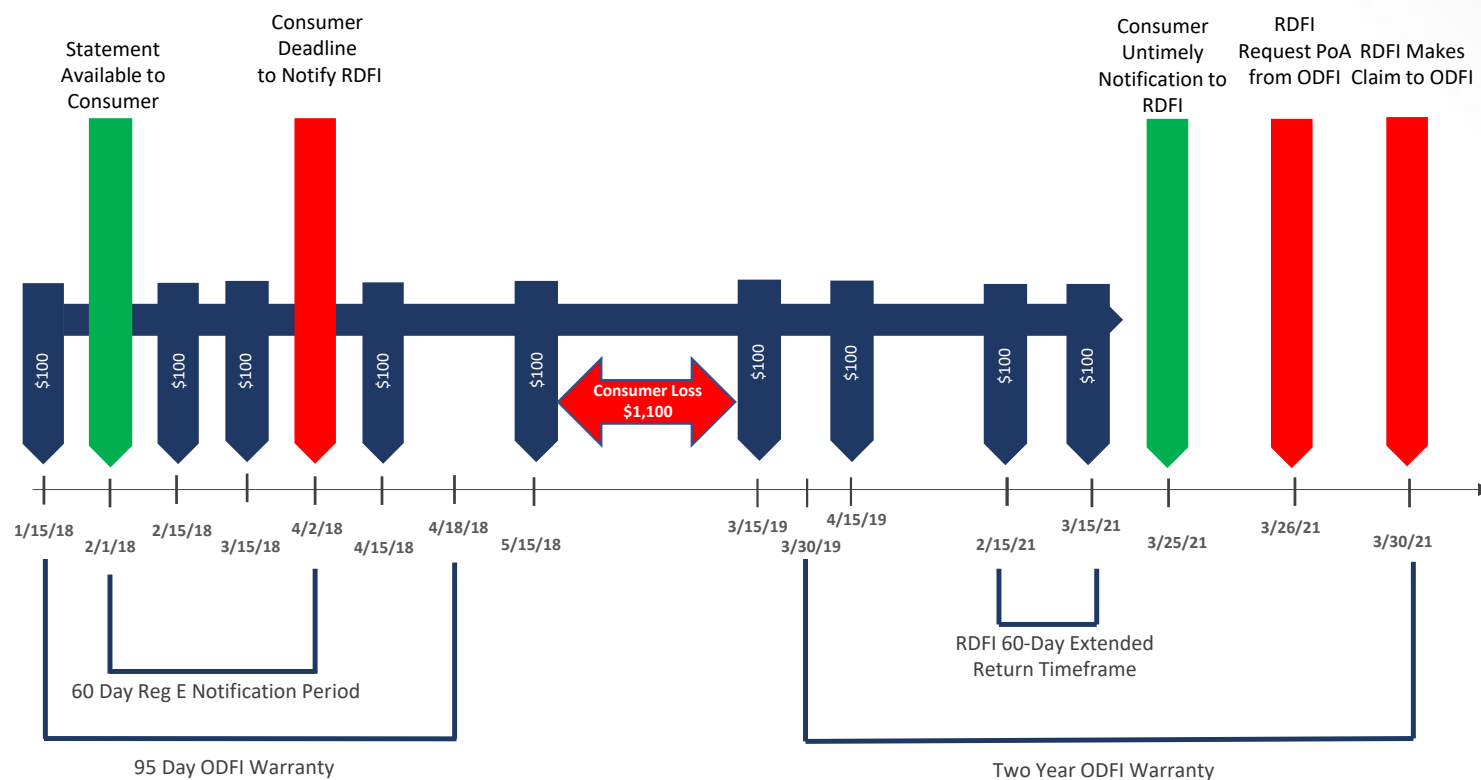 Statement
Available to
Consumer
Consumer
Deadline
to Notify RDFI
Consumer
Untimely
Notification to
RDFI
RDFI
Request PoA
from ODFI
RDFI Makes
Claim to ODFI
$100
$100
$100
$100
$100
Consumer Loss
$1,100
$100
$100
$100
$100
1/15/18
2/1/18
2/15/18
3/15/18
4/2/18
4/15/18
4/18/18
5/15/18
3/15/19
3/30/19
4/15/19
2/15/21
3/15/21
3/25/21
3/26/21
3/30/21
60 Day Reg E Notification Period
95 Day ODFI Warranty
RDFI 60-Day Extended
Return Timeframe
Two Year ODFI Warranty